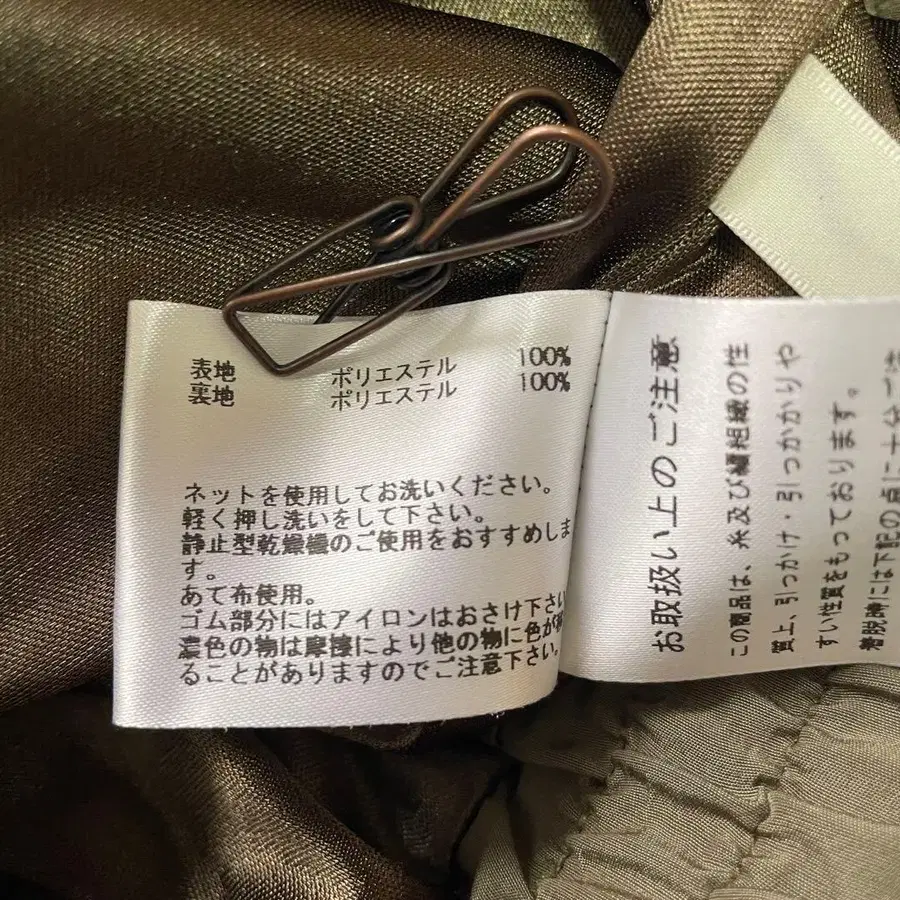 表地 ポリエステル 100%
裏地 ポリエステル 100%
ネットを使用してお洗いください。
軽く押し洗いをして下さい。
静止型乾燥機のご使用をおすすめしま
す。
あて布使用。
ゴム部分にはアイロンはおさけ下さい
濃色の物は摩擦により他の物に色が移
ることがありますのでご注意下さい。
お取扱い上のご注意
この商品は、糸及び組織の性
質上、引っかけ・引っかかりや
すい性質をもっております。
着脱時には下記の点に十分ご注